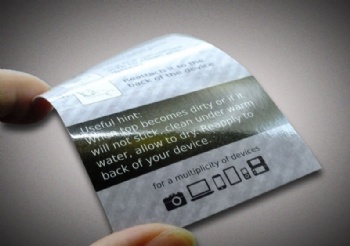 Reattach it to the
back of the device
Useful hint:
When top becomes dirty or if it
will not stick, clean under warm
water, allow to dry. Reapply to
back of your device.
for a multiplicity of devices